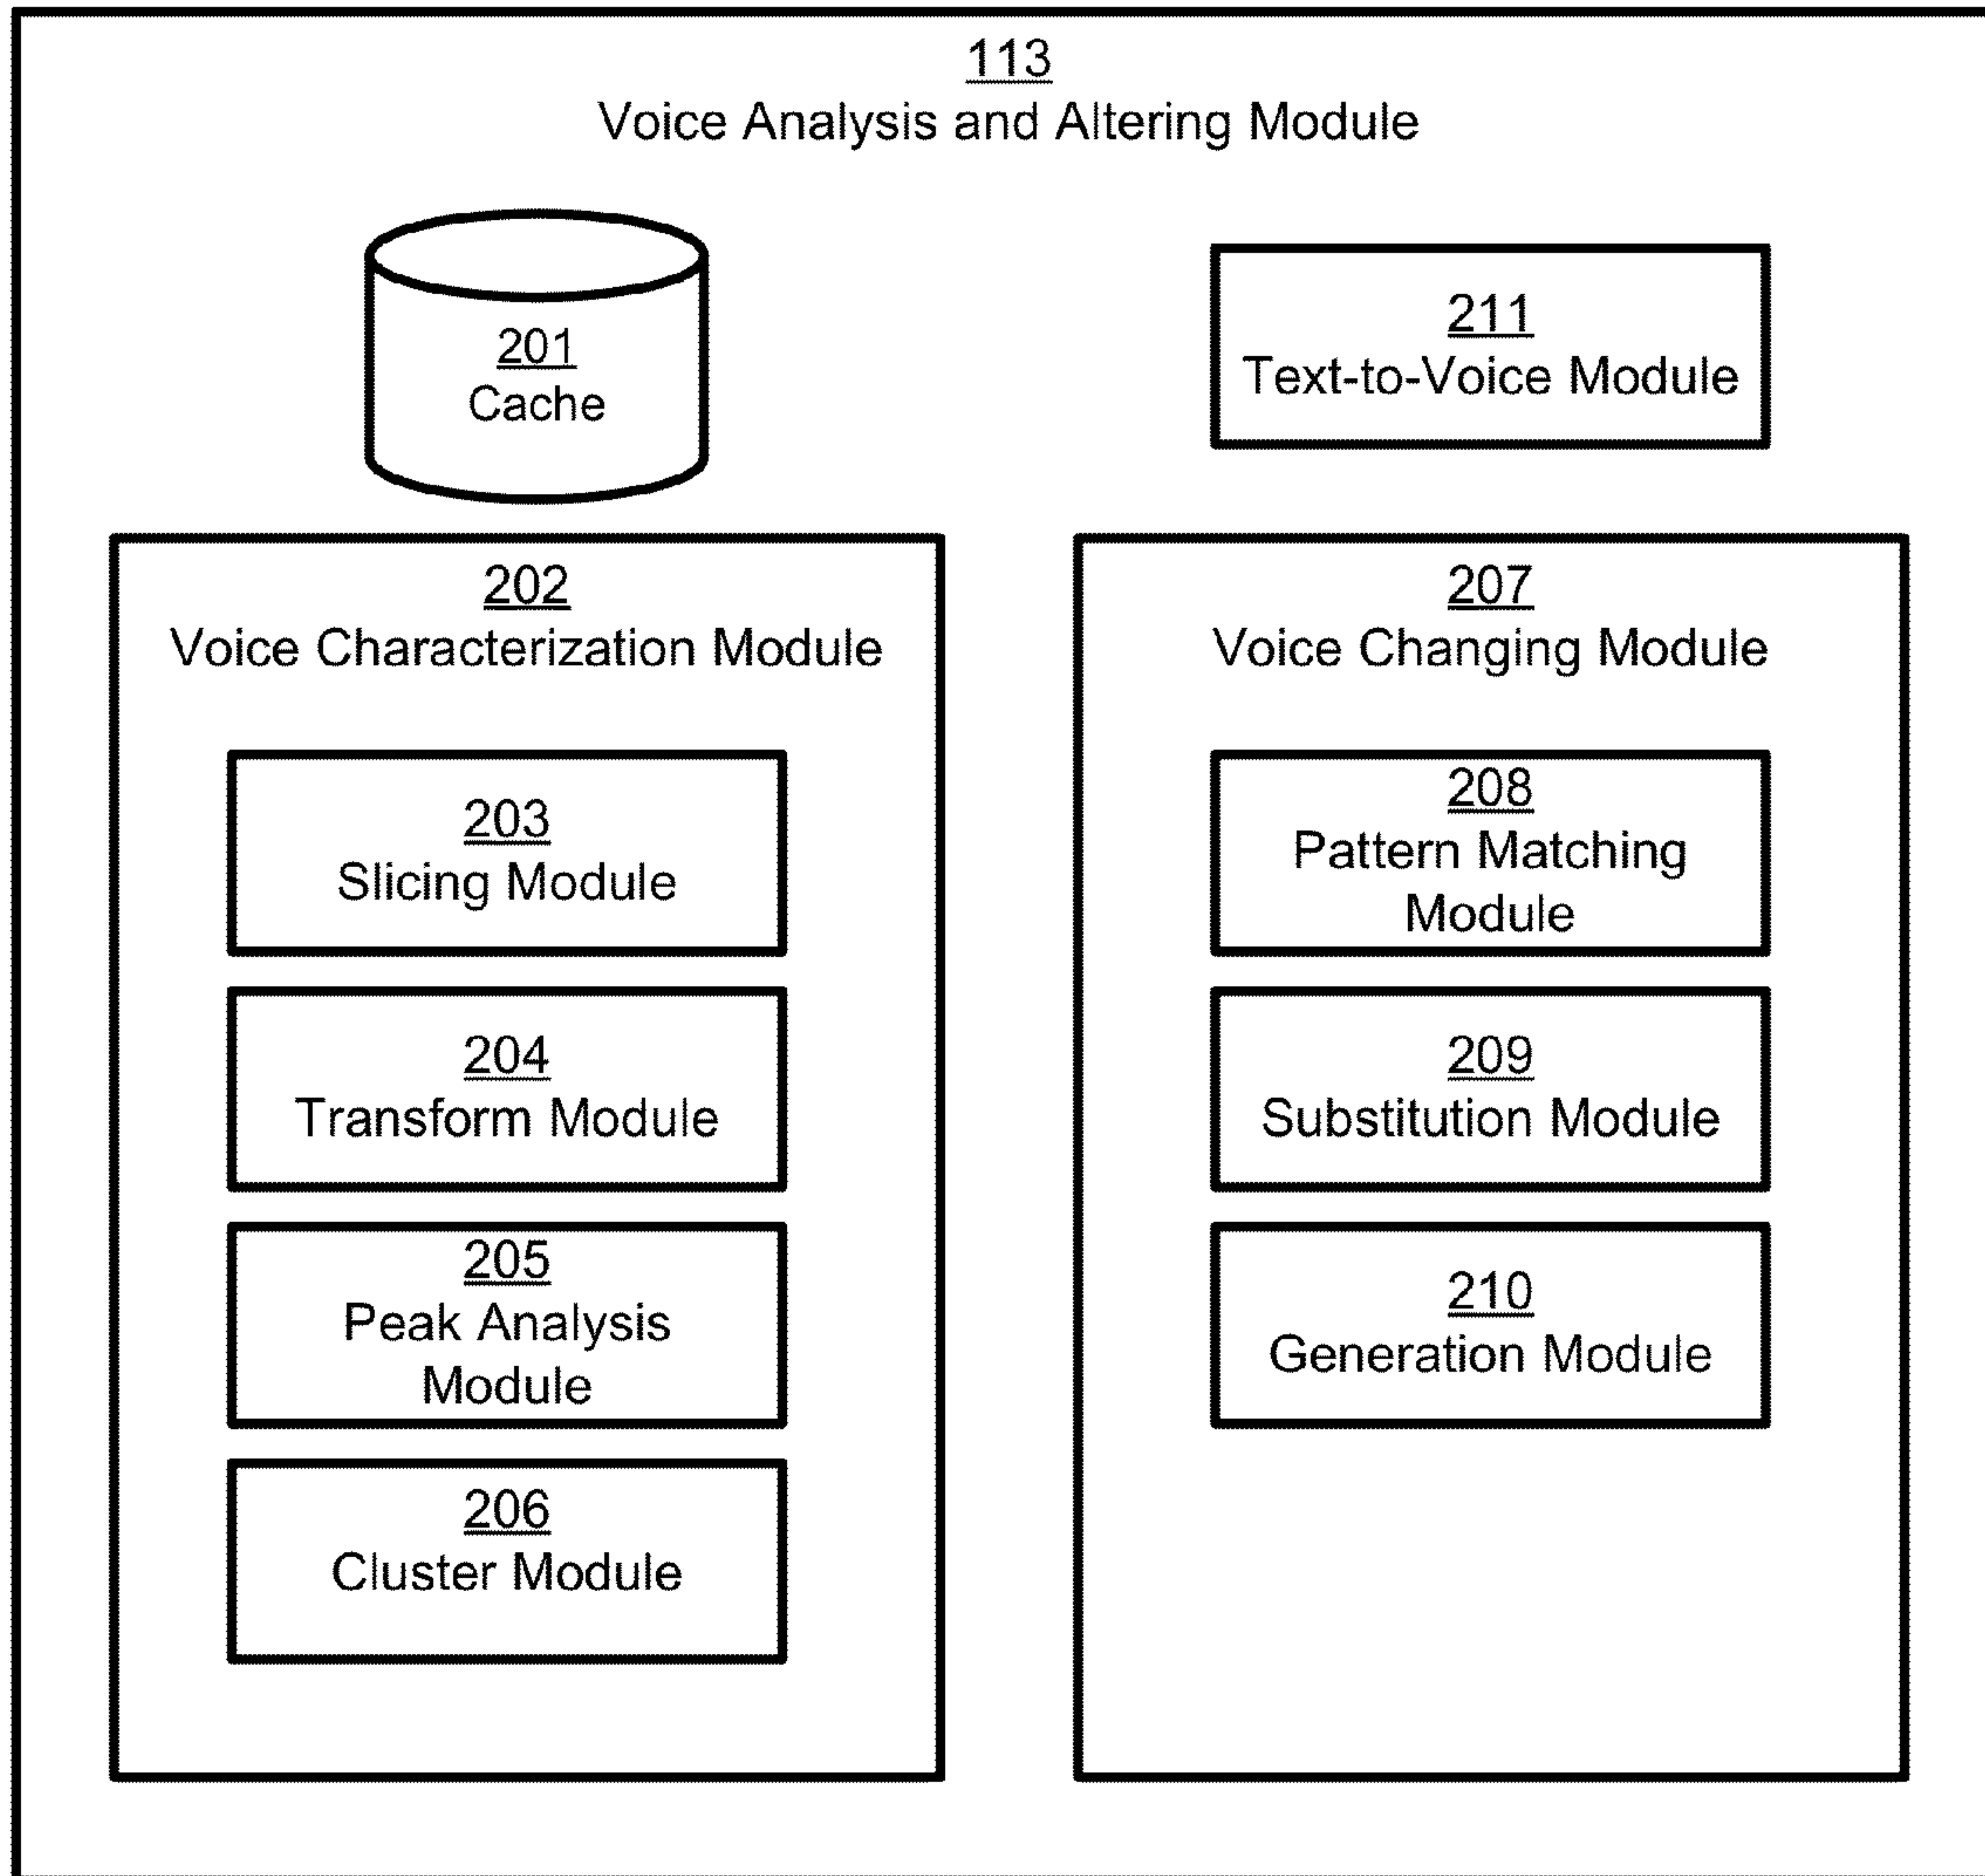 113
Voice Analysis and Altering Module
201
Cache
211
Text-to-Voice Module
202
Voice Characterization Module
203
Slicing Module
204
Transform Module
205
Peak Analysis
Module
206
Cluster Module
207
Voice Changing Module
208
Pattern Matching
Module
209
Substitution Module
210
Generation Module